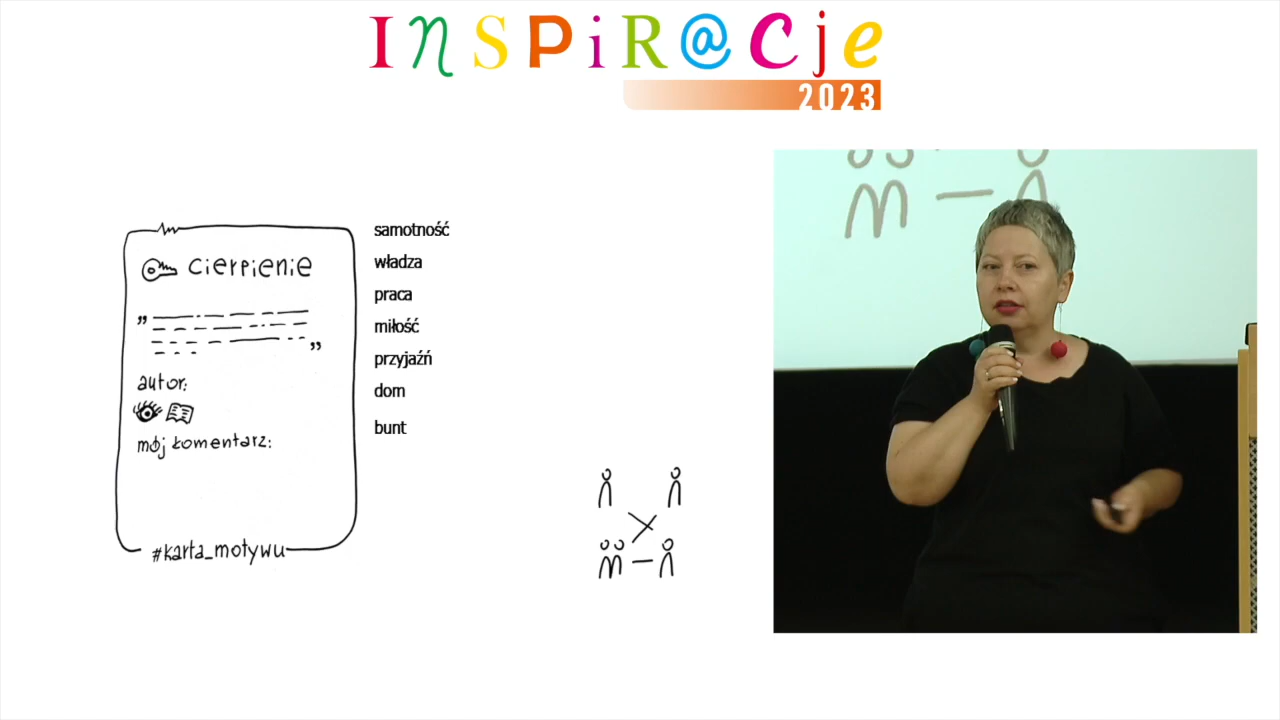 INSPiR@cje
2023
cierpienie
„
”
autor:
mój komentarz:
#karta_motywu
samotność
władza
praca
miłość
przyjaźń
dom
bunt